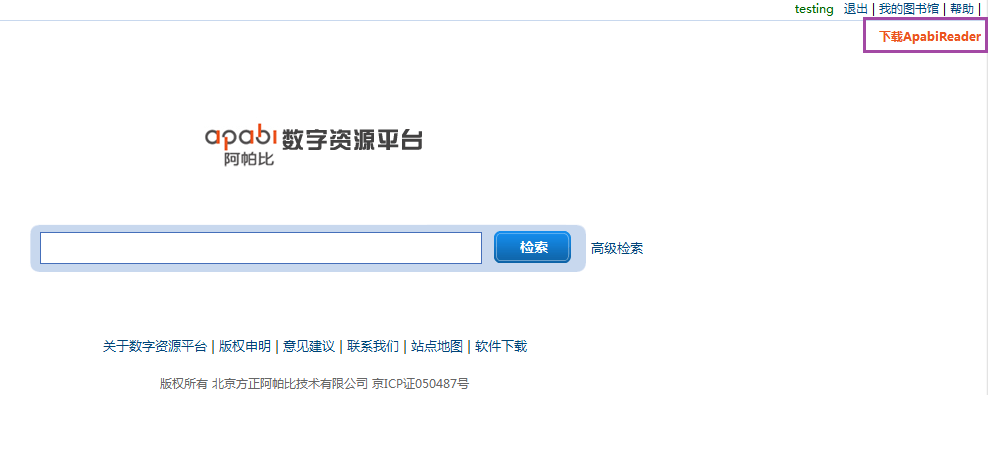 testing 退出 | 我的图书馆 | 帮助 |
下载ApabiReader
apabi 数字资源平台
阿帕比
检索 高级检索
关于数字资源平台 | 版权申明 | 意见建议 | 联系我们 | 站点地图 | 软件下载
版权所有 北京方正阿帕比技术有限公司 京ICP证050487号